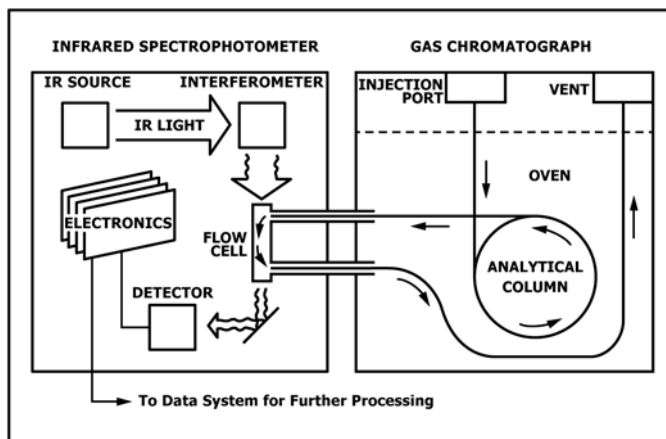 INFRARED SPECTROPHOTOMETER
GAS CHROMATOGRAPH
IR SOURCE
INTERFEROMETER
IR LIGHT
INJECTION
PORT
VENT
OVEN
ELECTRONICS
FLOW
CELL
ANALYTICAL
COLUMN
DETECTOR
To Data System for Further Processing